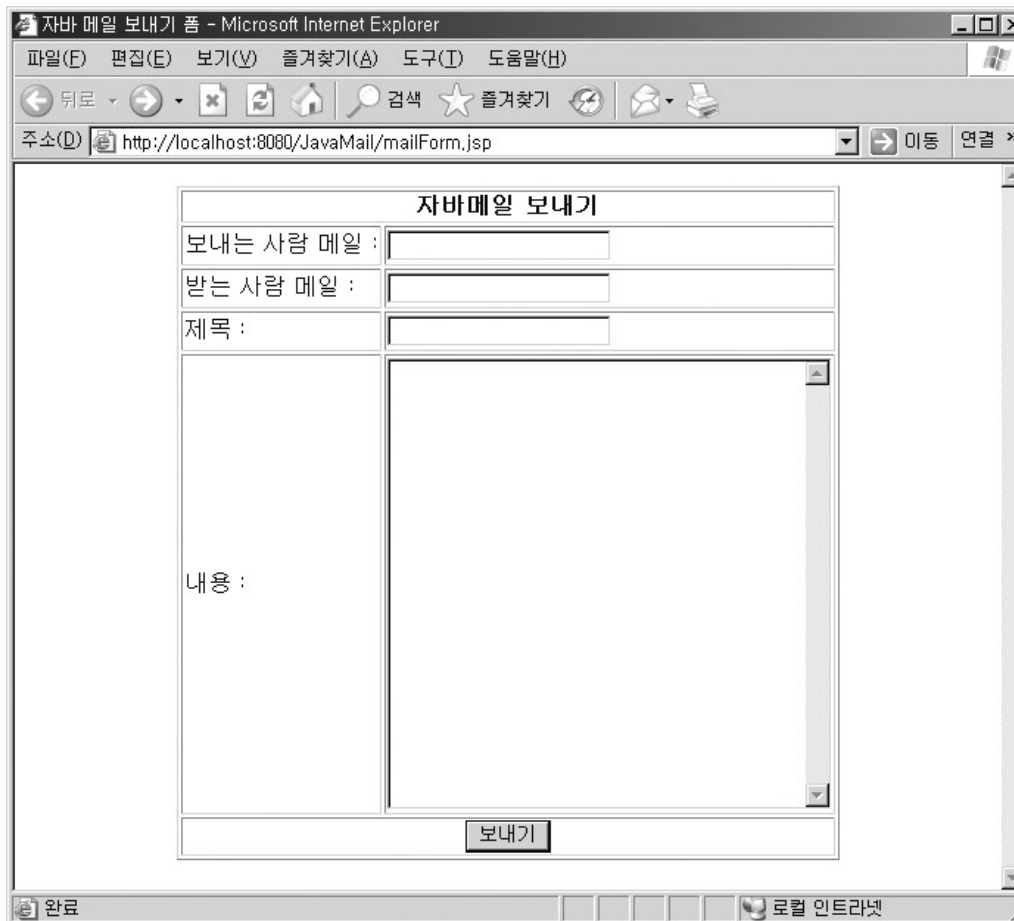 자바 메일 보내기 폼 - Microsoft Internet Explorer
파일(F) 편집(E) 보기(V) 즐겨찾기(A) 도구(T) 도움말(H)
뒤로 검색 즐겨찾기
주소(D) http://localhost:8080/JavaMail/mailForm.jsp 이동 연결 »
자바메일 보내기
보내는 사람 메일 :
받는 사람 메일 :
제목 :
내용 :
보내기
완료 로컬 인트라넷